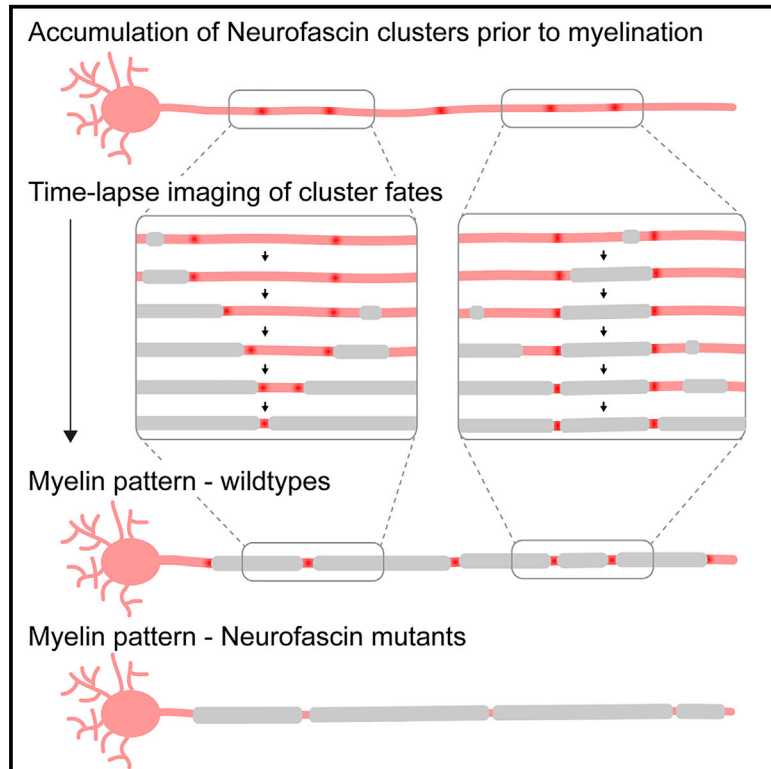 Accumulation of Neurofascin clusters prior to myelination
Time-lapse imaging of cluster fates
Myelin pattern - wildtypes
Myelin pattern - Neurofascin mutants